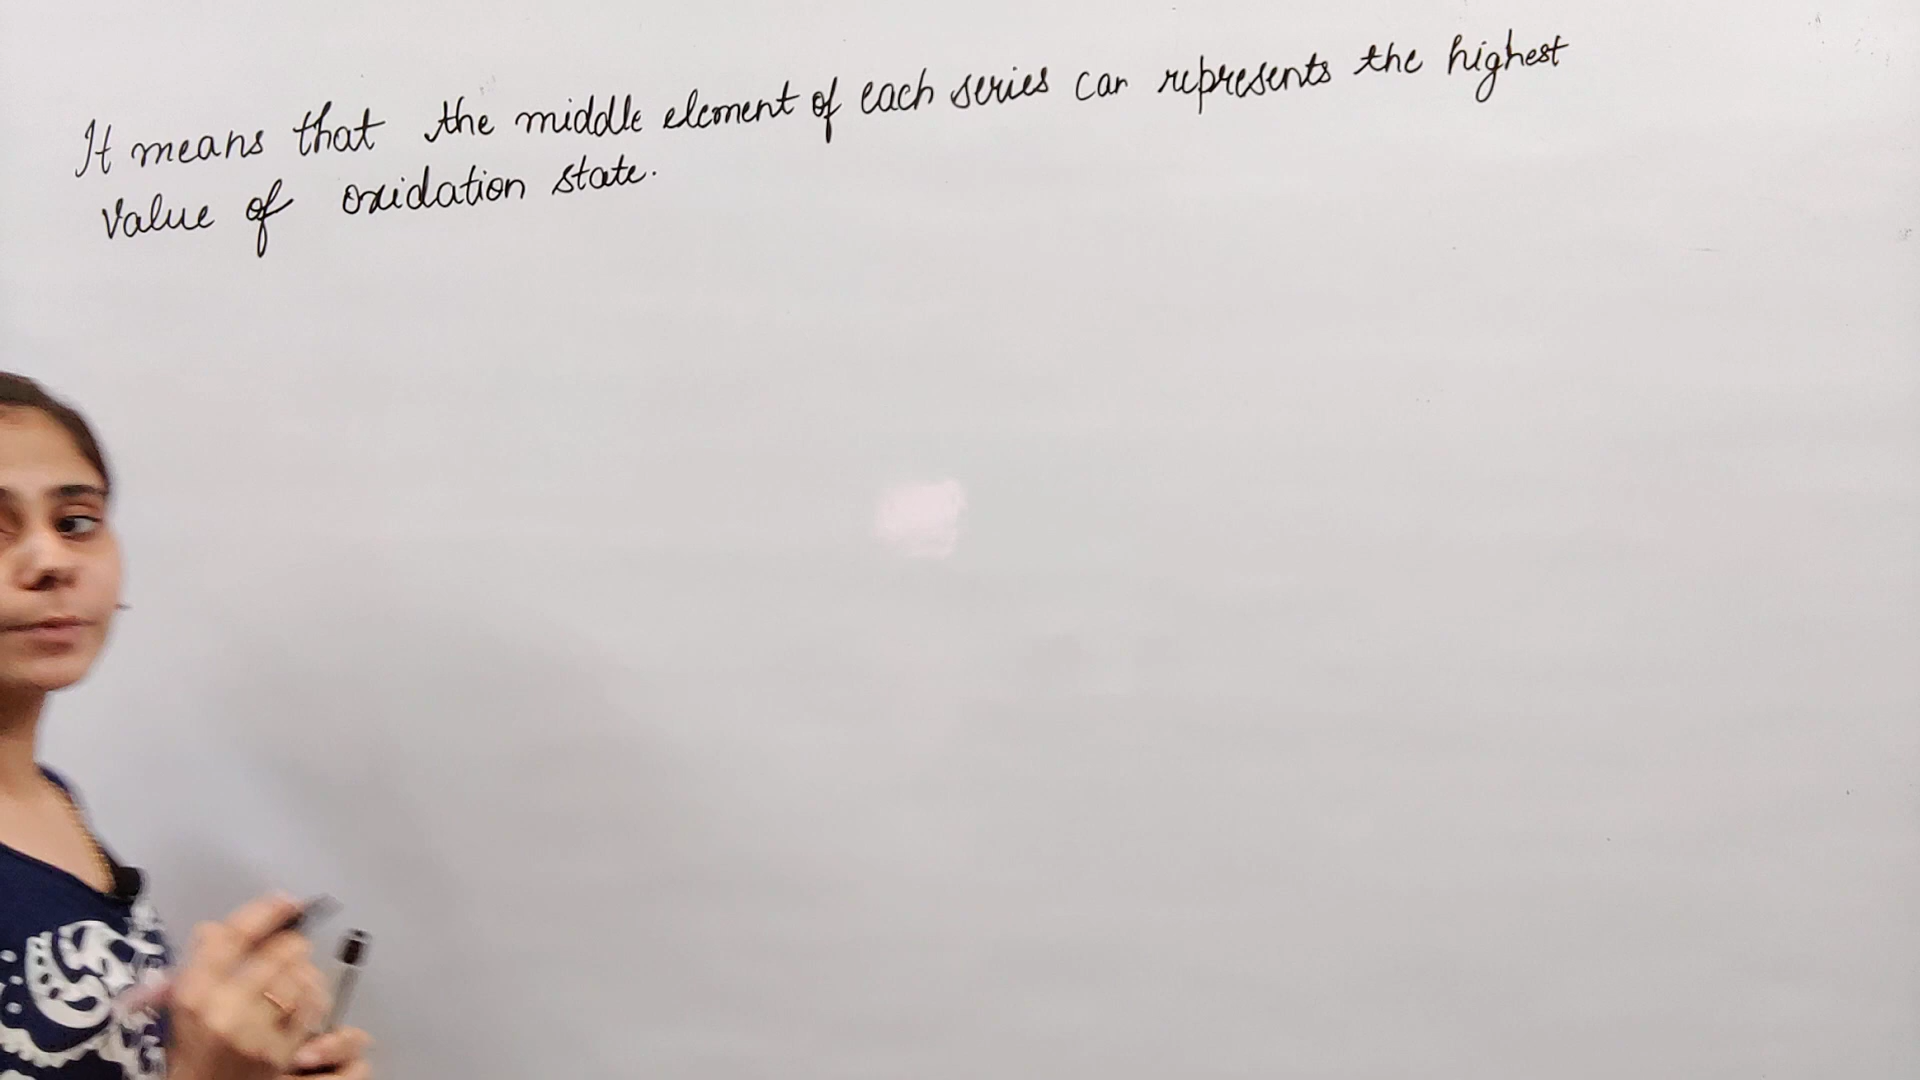 It means that the middle element of each series can represents the highest
value of oxidation state.